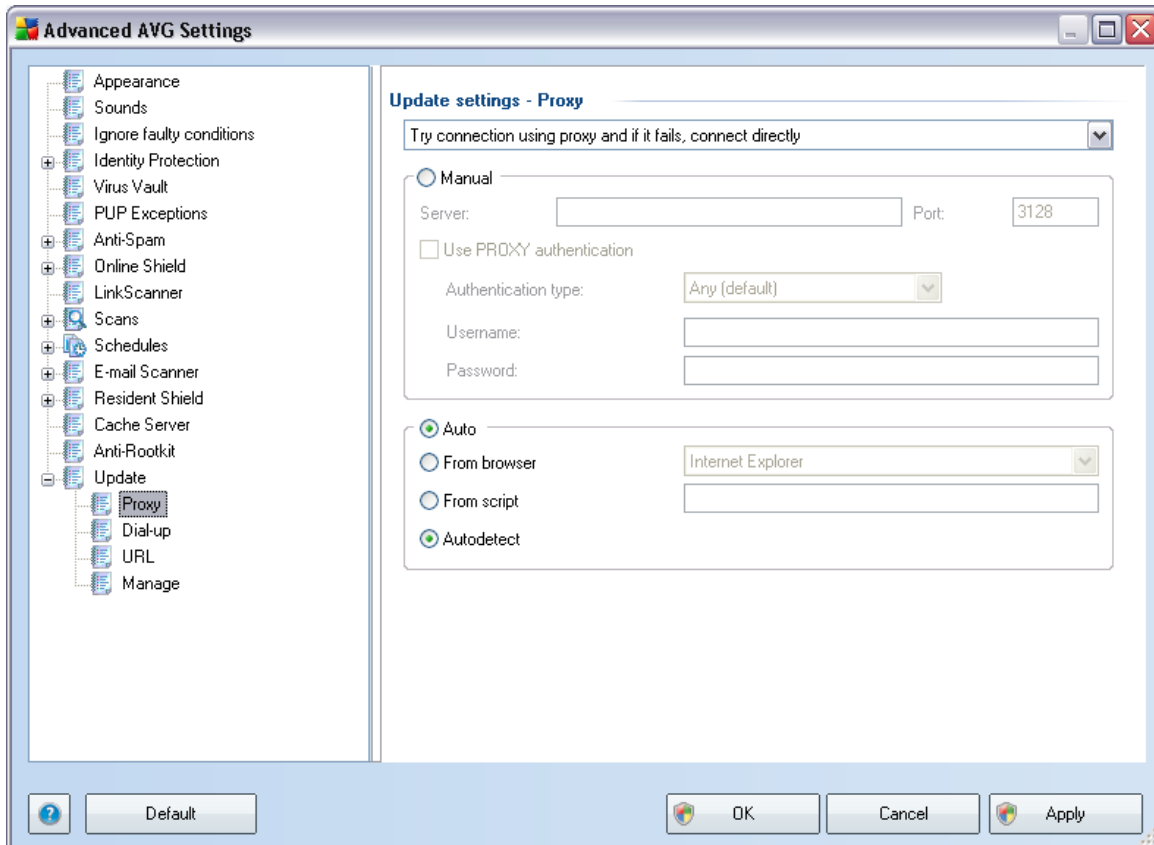 Advanced AVG Settings
Appearance
Sounds
Ignore faulty conditions
Identity Protection
Virus Vault
PUP Exceptions
Anti-Spam
Online Shield
LinkScanner
Scans
Schedules
E-mail Scanner
Resident Shield
Cache Server
Anti-Rootkit
Update
Proxy
Dial-up
URL
Manage
Update settings - Proxy
Try connection using proxy and if it fails, connect directly
Manual
Server: Port: 3128
Use PROXY authentication
Authentication type: Any (default)
Username:
Password:
Auto
From browser Internet Explorer
From script
Autodetect
? Default OK Cancel Apply